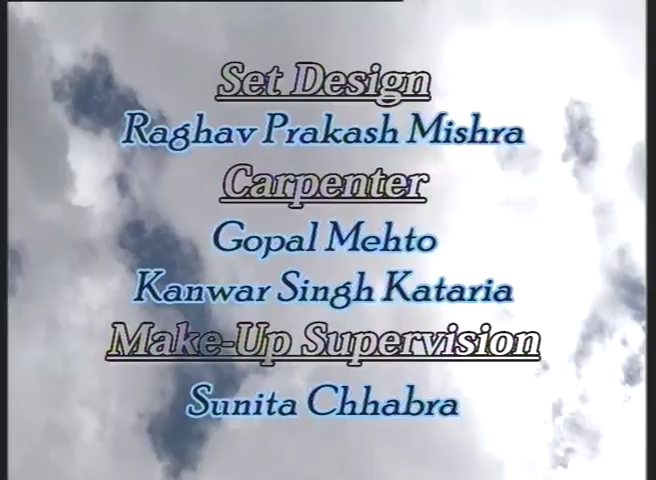 Set Design
Raghav Prakash Mishra
Carpenter
Gopal Mehto
Kanwar Singh Kataria
Make-Up Supervision
Sunita Chhabra